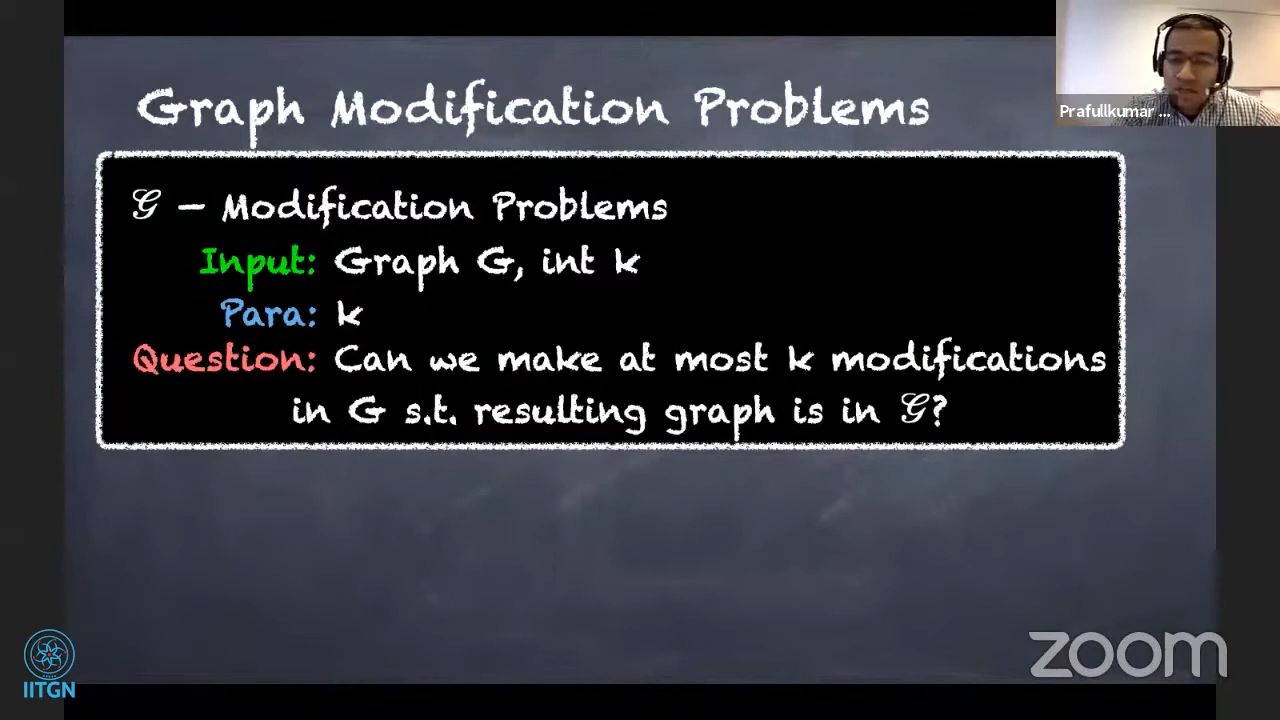 Graph Modification Problems
Prafullkumar ...
𝒢 – Modification Problems
Input: Graph G, int k
Para: k
Question: Can we make at most k modifications
in G s.t. resulting graph is in 𝒢?
IITGN
zoom